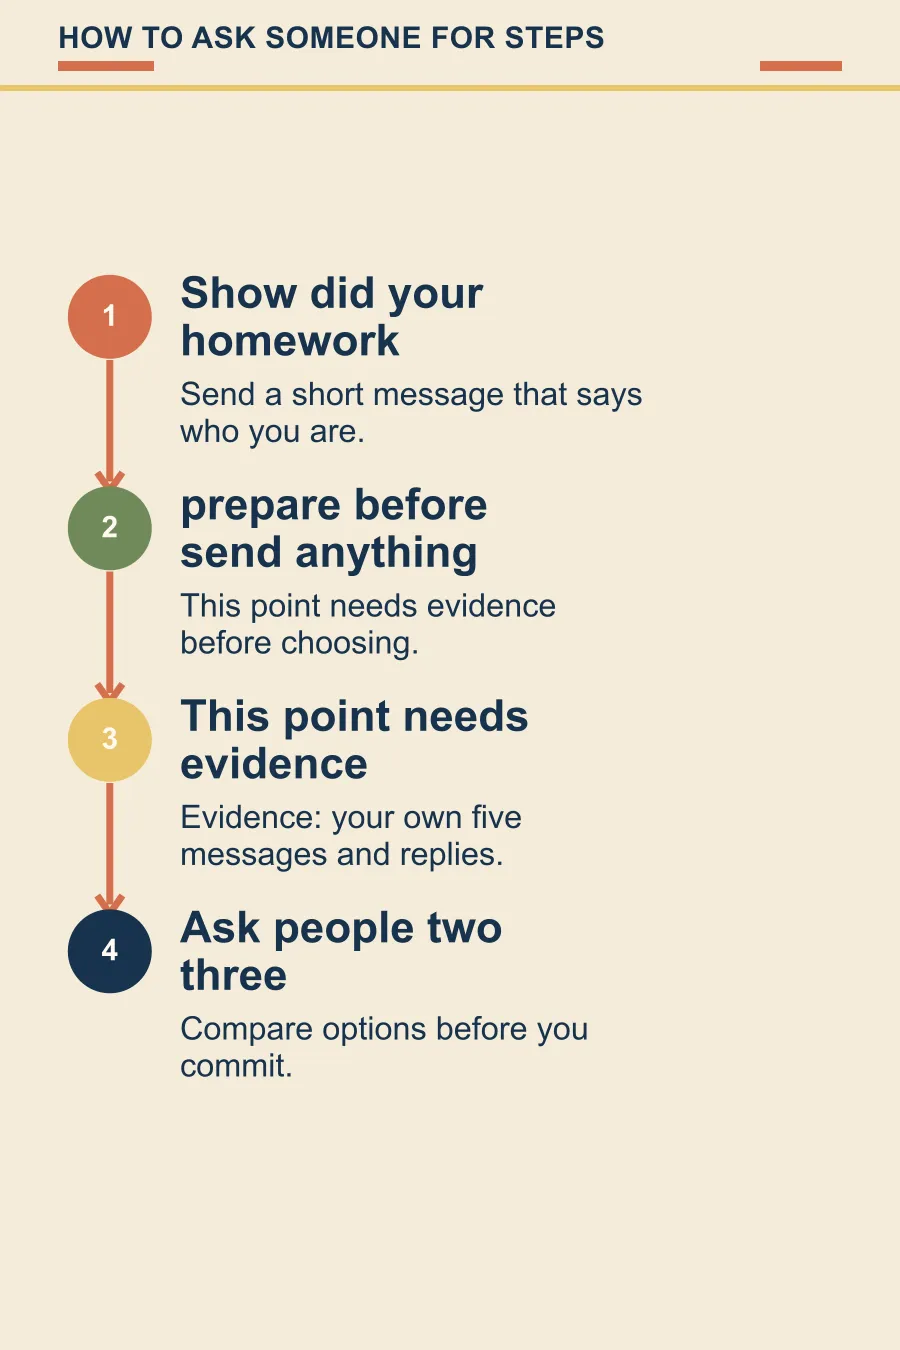 HOW TO ASK SOMEONE FOR STEPS
1
Show did your
homework
Send a short message that says
who you are.
2
prepare before
send anything
This point needs evidence
before choosing.
3
This point needs
evidence
Evidence: your own five
messages and replies.
4
Ask people two
three
Compare options before you
commit.